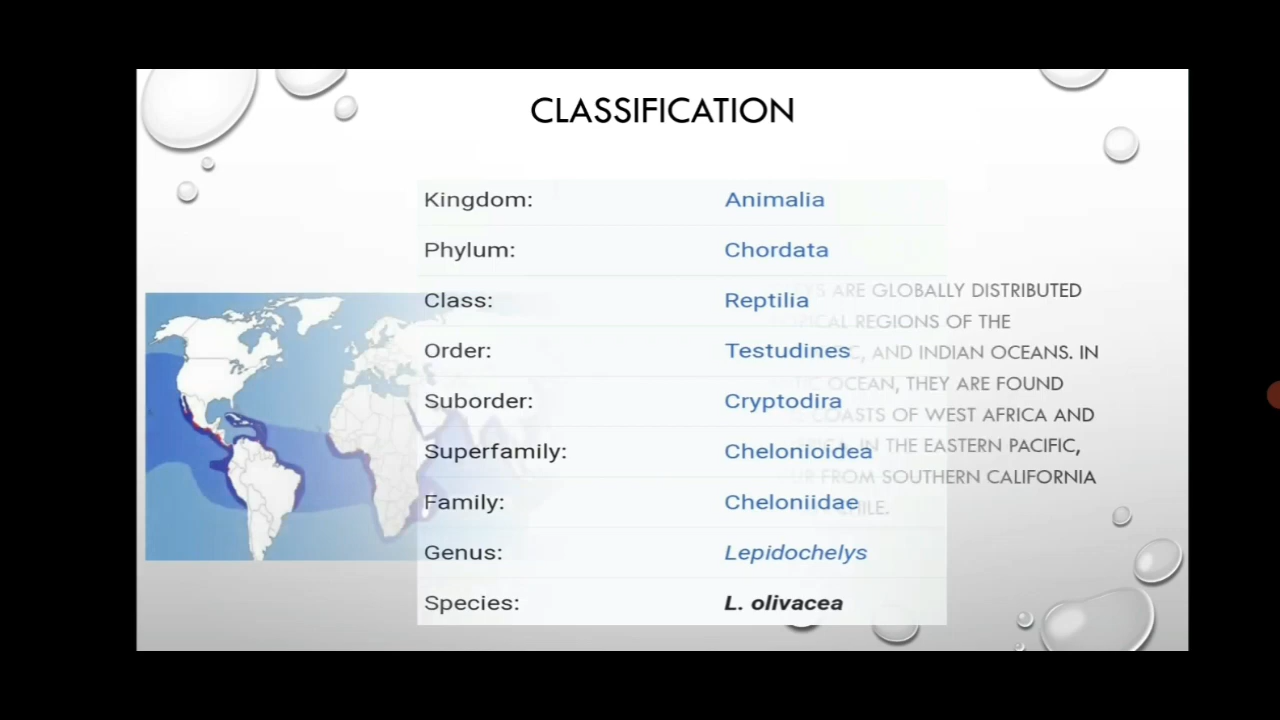 CLASSIFICATION
Kingdom: Animalia
Phylum: Chordata
Class: Reptilia
Order: Testudines
Suborder: Cryptodira
Superfamily: Chelonioidea
Family: Cheloniidae
Genus: Lepidochelys
Species: L. olivacea
ARE GLOBALLY DISTRIBUTED
REGIONS OF THE
AND INDIAN OCEANS. IN
OCEAN, THEY ARE FOUND
COASTS OF WEST AFRICA AND
IN THE EASTERN PACIFIC,
FROM SOUTHERN CALIFORNIA
CHILE.